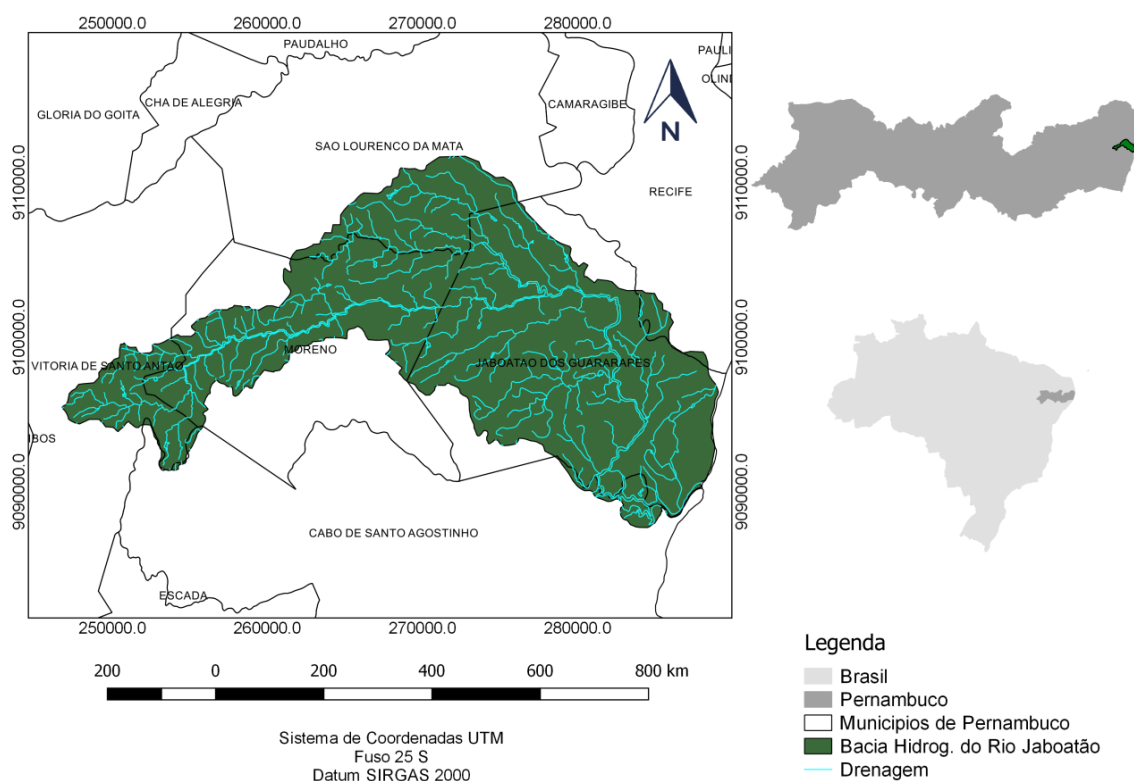 250000.0 260000.0 270000.0 280000.0
PAUDALHO
PAULI
OLIND
CHA DE ALEGRIA
CAMARAGIBE
GLORIA DO GOITA
N
SAO LOURENCO DA MATA
RECIFE
9110000.0
9110000.0
9100000.0
9100000.0
MORENO
VITORIA DE SANTO ANTAO
JABOATAO DOS GUARARAPES
IBOS
9090000.0
9090000.0
CABO DE SANTO AGOSTINHO
ESCADA
250000.0 260000.0 270000.0 280000.0
200 0 200 400 600 800 km
Sistema de Coordenadas UTM
Fuso 25 S
Datum SIRGAS 2000
Legenda
Brasil
Pernambuco
Municipios de Pernambuco
Bacia Hidrog. do Rio Jaboatão
Drenagem